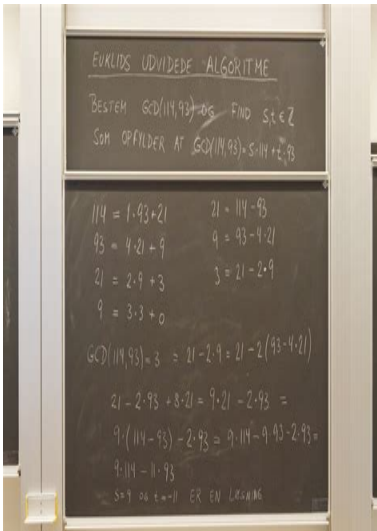 EUKLIDS UDVIDEDE ALGORITME
BESTEM GCD(114,93) OG FIND S,t ∈ Z
SOM OPFYLDER AT GCD(114,93) = S·114 + t·93
114 = 1·93+21
93 = 4·21 + 9
21 = 2·9 + 3
9 = 3·3 + 0
21 = 114-93
9 = 93-4·21
3 = 21-2·9
GCD(114,93) = 3 = 21-2·9 = 21-2(93-4·21)
21 - 2·93 + 8·21 = 9·21 - 2·93 =
9·(114-93) - 2·93 = 9·114 - 9·93 - 2·93 =
9·114 - 11·93
S=9 OG t=-11 ER EN LØSNING